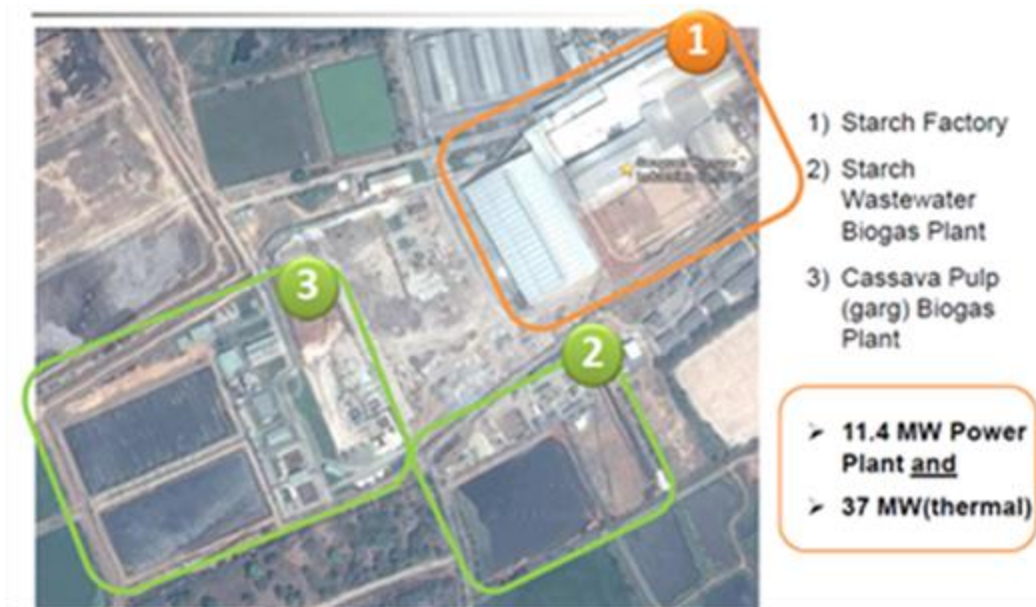 1
3
2
1) Starch Factory
2) Starch
Wastewater
Biogas Plant
3) Cassava Pulp
(garg) Biogas
Plant
➢ 11.4 MW Power
Plant and
➢ 37 MW(thermal)